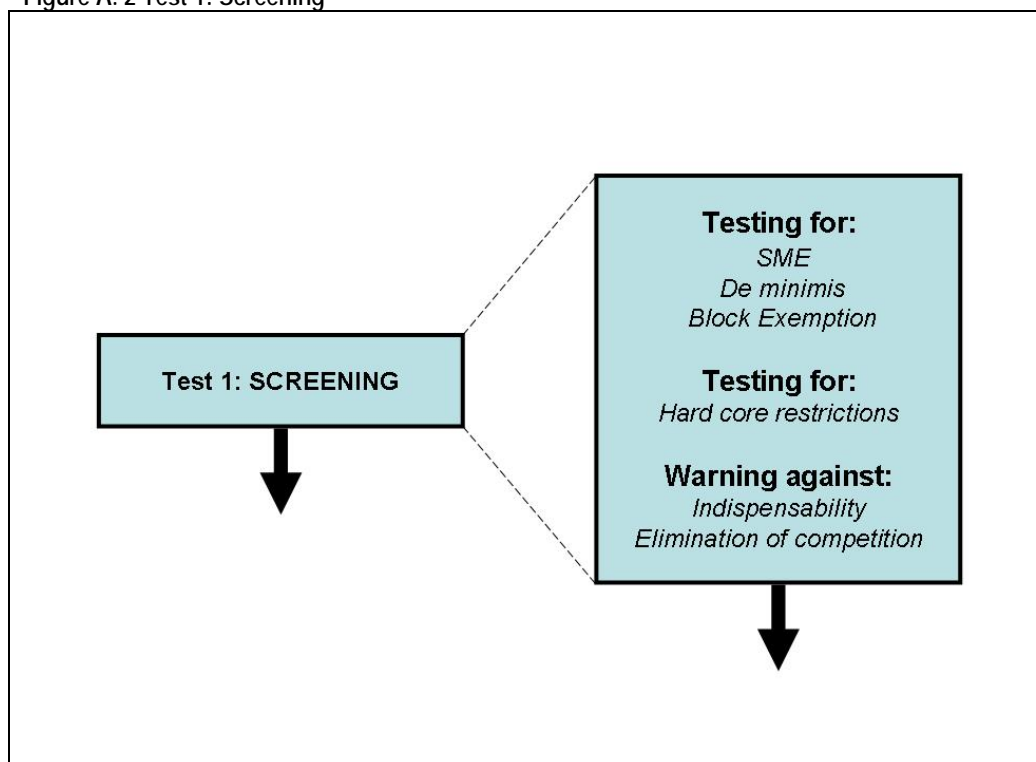 Figure A. 2 Test 1: Screening
Test 1: SCREENING
Testing for:
SME
De minimis
Block Exemption
Testing for:
Hard core restrictions
Warning against:
Indispensability
Elimination of competition